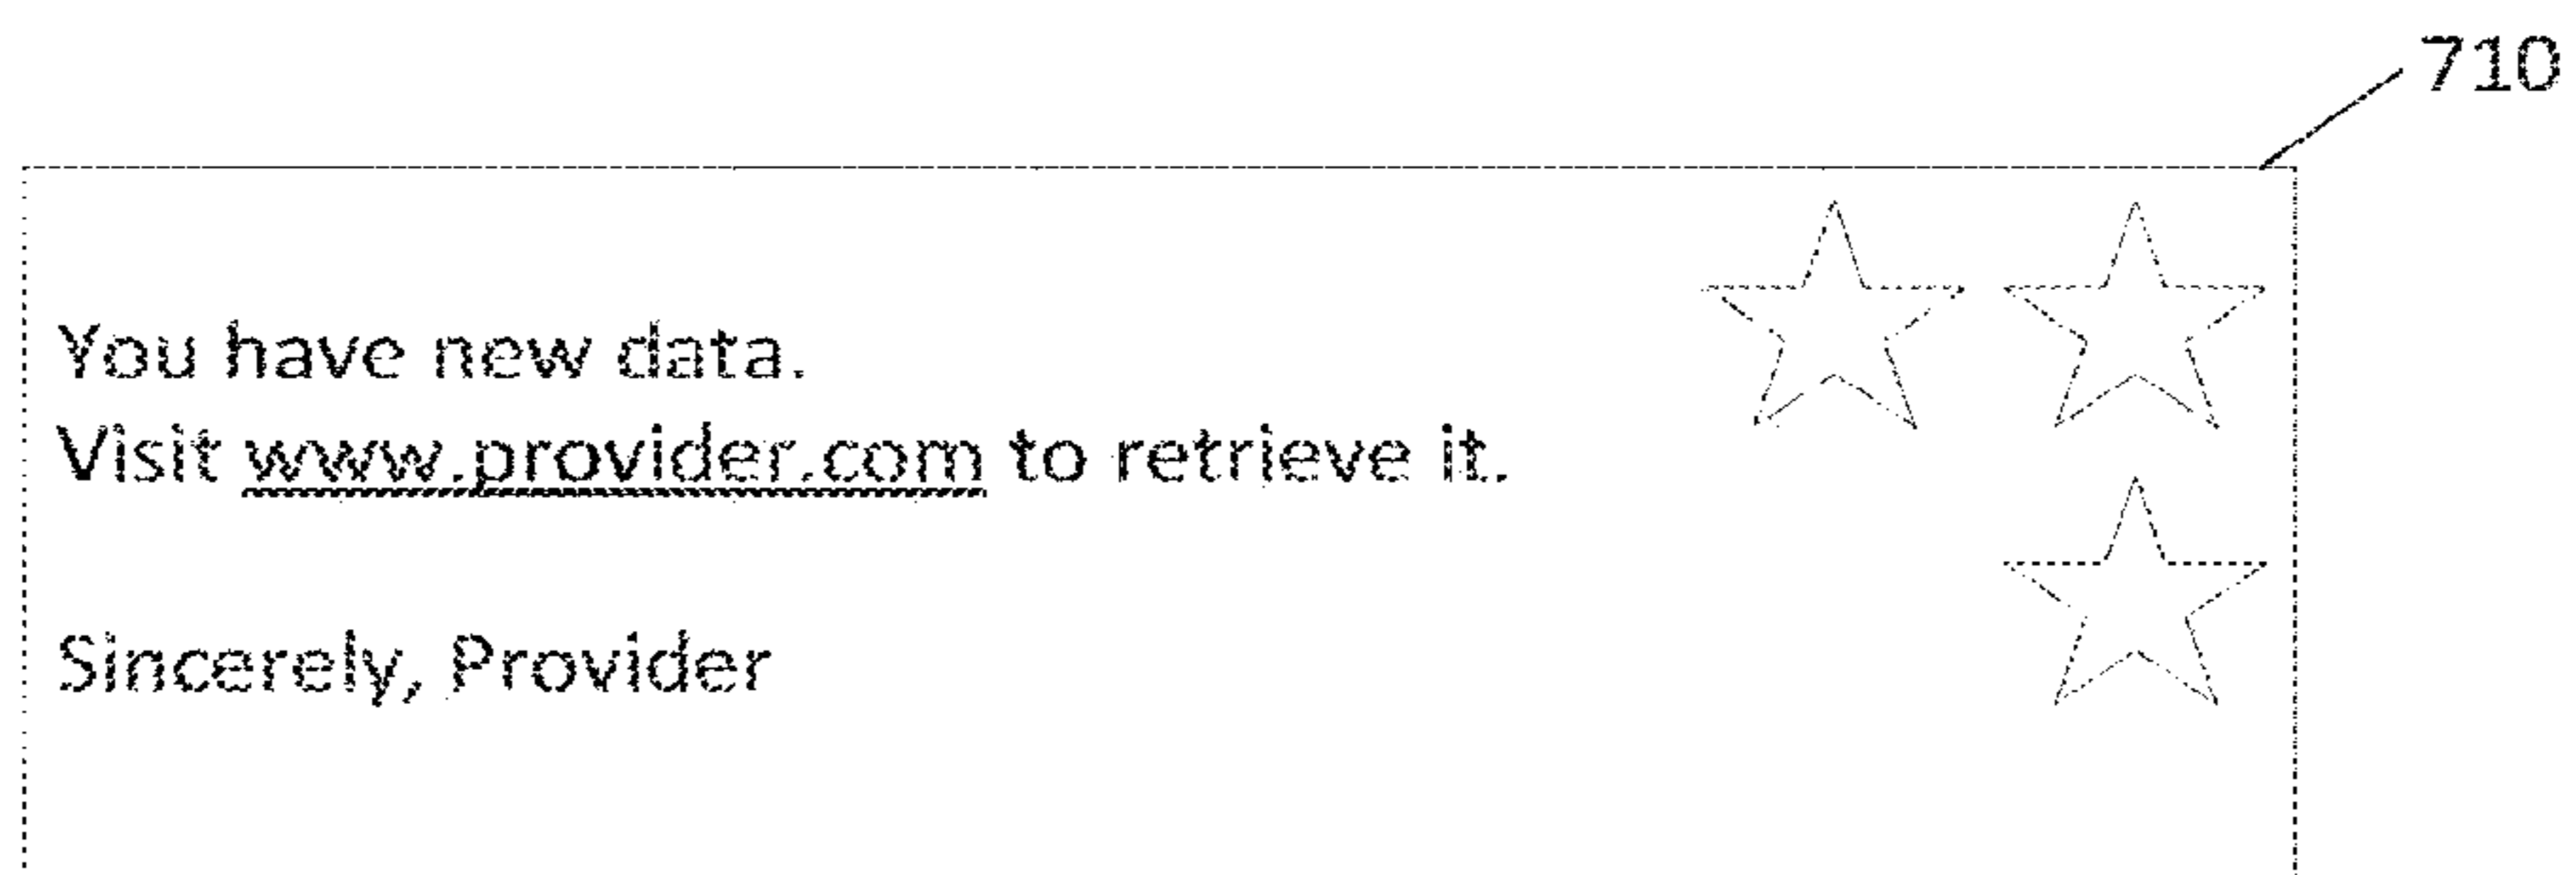 710
You have new data.
Visit www.provider.com to retrieve it.
Sincerely, Provider